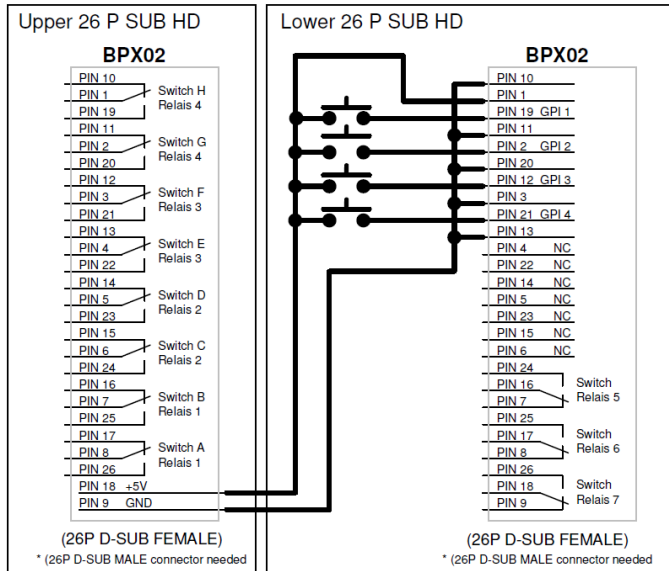 Upper 26 P SUB HD
BPX02
PIN 10
PIN 1
PIN 19
Switch H
Relais 4
PIN 11
PIN 2
PIN 20
Switch G
Relais 4
PIN 12
PIN 3
PIN 21
Switch F
Relais 3
PIN 13
PIN 4
PIN 22
Switch E
Relais 3
PIN 14
PIN 5
PIN 23
Switch D
Relais 2
PIN 15
PIN 6
PIN 24
Switch C
Relais 2
PIN 16
PIN 7
PIN 25
Switch B
Relais 1
PIN 17
PIN 8
PIN 26
Switch A
Relais 1
PIN 18 +5V
PIN 9 GND
(26P D-SUB FEMALE)
* (26P D-SUB MALE connector needed
Lower 26 P SUB HD
BPX02
PIN 10
PIN 1
PIN 19 GPI 1
PIN 11
PIN 2 GPI 2
PIN 20
PIN 12 GPI 3
PIN 3
PIN 21 GPI 4
PIN 13
PIN 4 NC
PIN 22 NC
PIN 14 NC
PIN 5 NC
PIN 23 NC
PIN 15 NC
PIN 6 NC
PIN 24
PIN 16
PIN 7
Switch
Relais 5
PIN 25
PIN 17
PIN 8
Switch
Relais 6
PIN 26
PIN 18
PIN 9
Switch
Relais 7
(26P D-SUB FEMALE)
* (26P D-SUB MALE connector needed